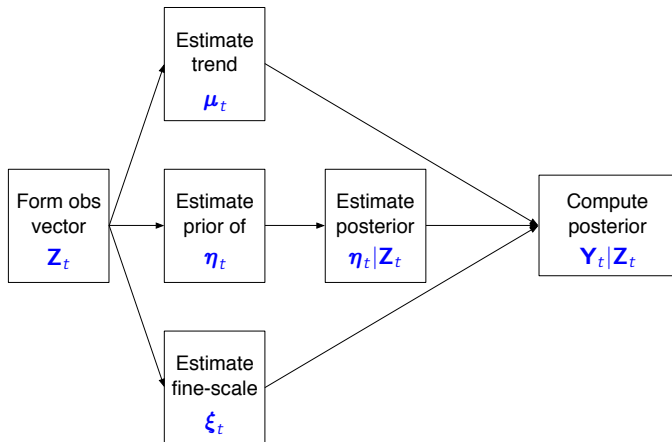 Estimate
trend
μ_t
Form obs
vector
Z_t
Estimate
prior of
η_t
Estimate
posterior
η_t|Z_t
Compute
posterior
Y_t|Z_t
Estimate
fine-scale
ξ_t